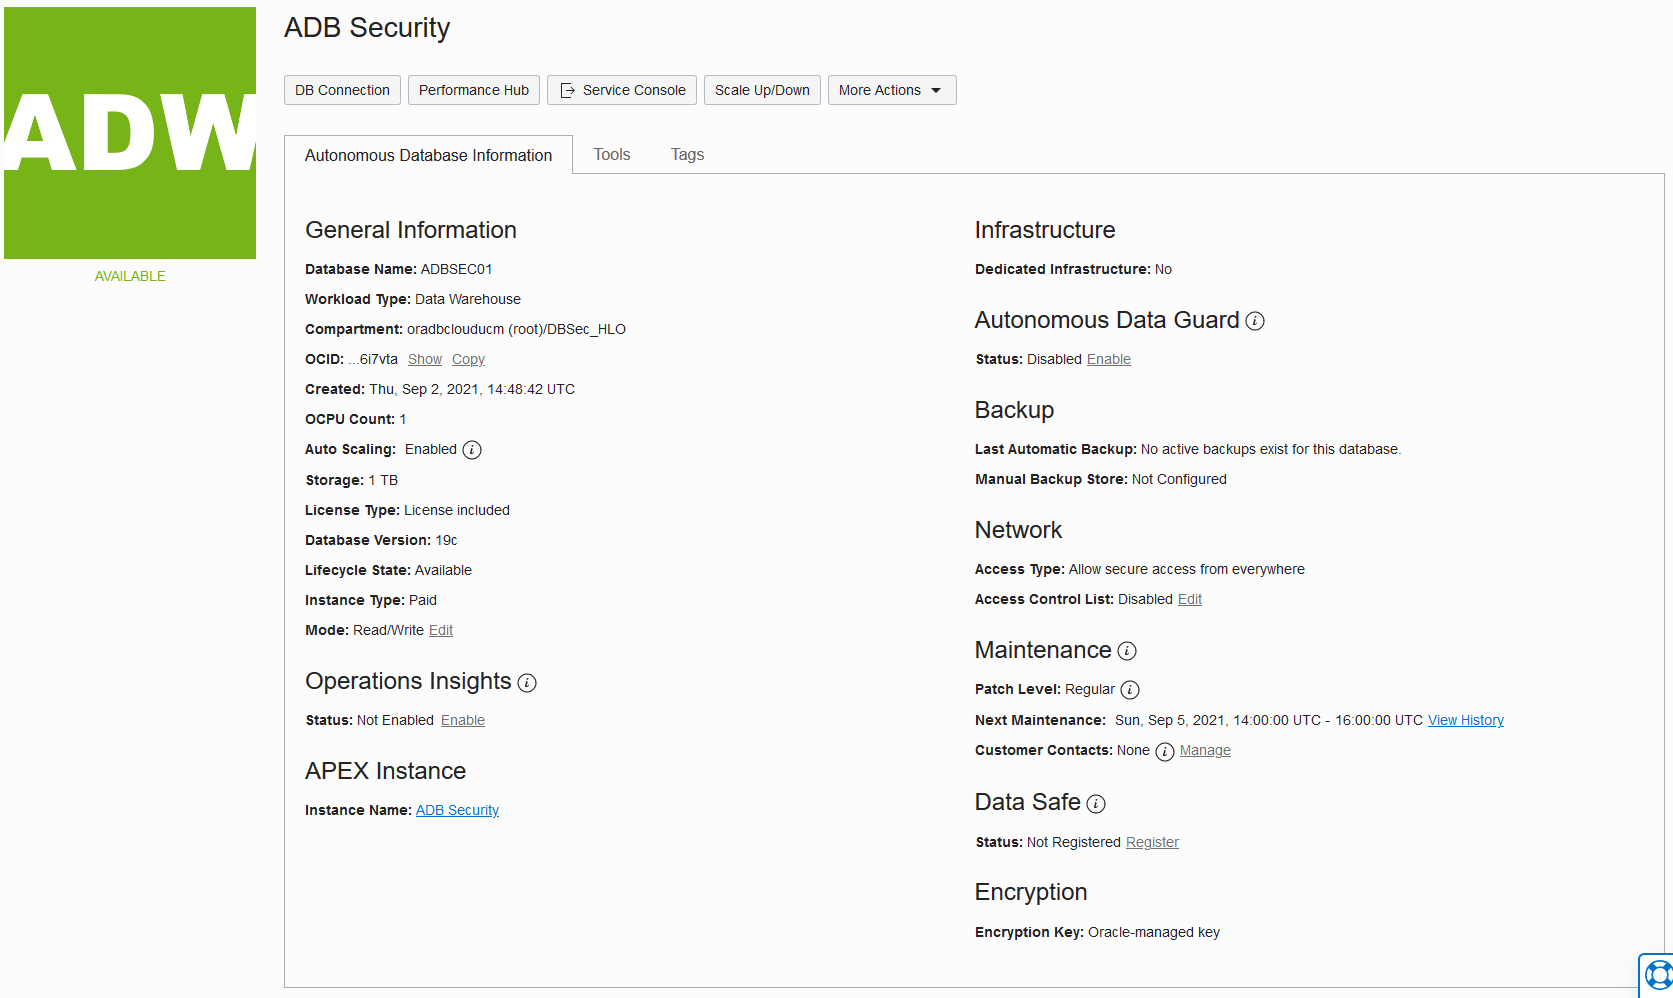 ADW
AVAILABLE
ADB Security
DB Connection Performance Hub Service Console Scale Up/Down More Actions
Autonomous Database Information Tools Tags
General Information
Database Name: ADBSEC01
Workload Type: Data Warehouse
Compartment: oradbclouducm (root)/DBSec_HLO
OCID: ...6i7vta Show Copy
Created: Thu, Sep 2, 2021, 14:48:42 UTC
OCPU Count: 1
Auto Scaling: Enabled i
Storage: 1 TB
License Type: License included
Database Version: 19c
Lifecycle State: Available
Instance Type: Paid
Mode: Read/Write Edit
Operations Insights i
Status: Not Enabled Enable
APEX Instance
Instance Name: ADB Security
Infrastructure
Dedicated Infrastructure: No
Autonomous Data Guard i
Status: Disabled Enable
Backup
Last Automatic Backup: No active backups exist for this database.
Manual Backup Store: Not Configured
Network
Access Type: Allow secure access from everywhere
Access Control List: Disabled Edit
Maintenance i
Patch Level: Regular i
Next Maintenance: Sun, Sep 5, 2021, 14:00:00 UTC - 16:00:00 UTC View History
Customer Contacts: None i Manage
Data Safe i
Status: Not Registered Register
Encryption
Encryption Key: Oracle-managed key